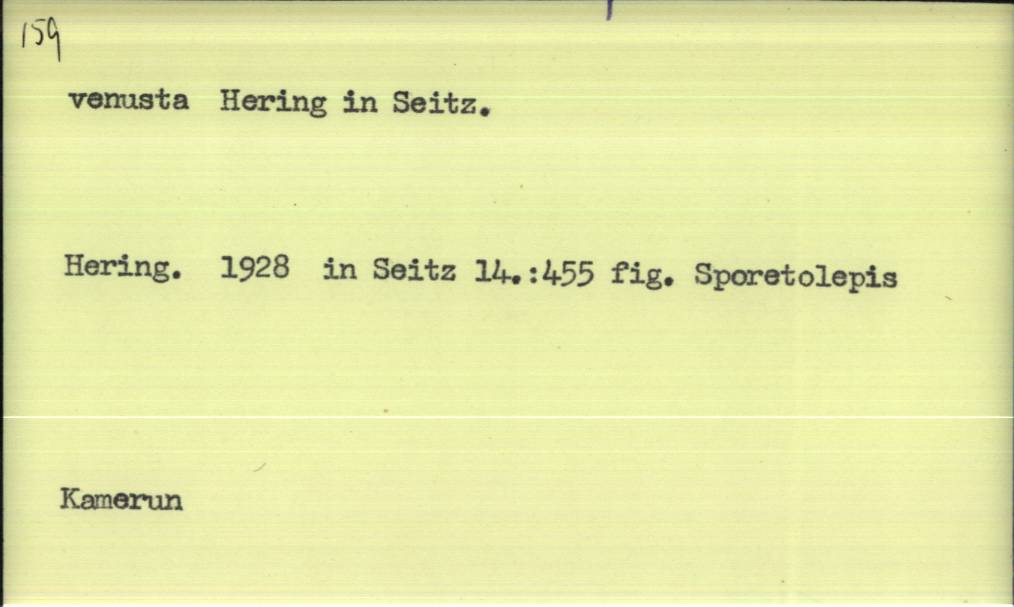 159
venusta Hering in Seitz.
Hering. 1928 in Seitz 14.:455 fig. Sporetolepis
Kamerun